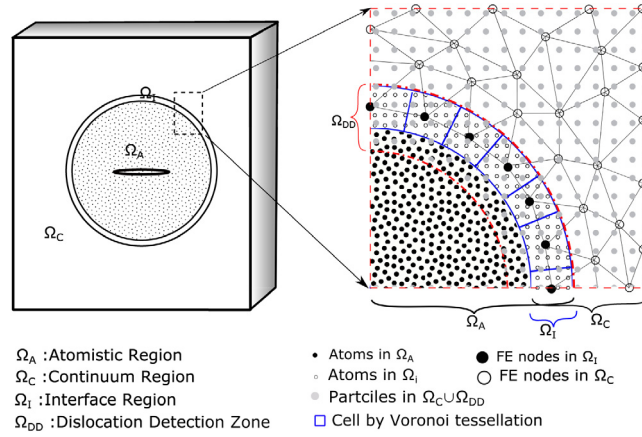 Ω_I
Ω_A
Ω_C
Ω_DD
Ω_A
Ω_I
Ω_C
Ω_A :Atomistic Region
Ω_C :Continuum Region
Ω_I :Interface Region
Ω_DD :Dislocation Detection Zone
Atoms in Ω_A
Atoms in Ω_i
Partciles in Ω_C∪Ω_DD
Cell by Voronoi tessellation
FE nodes in Ω_I
FE nodes in Ω_C